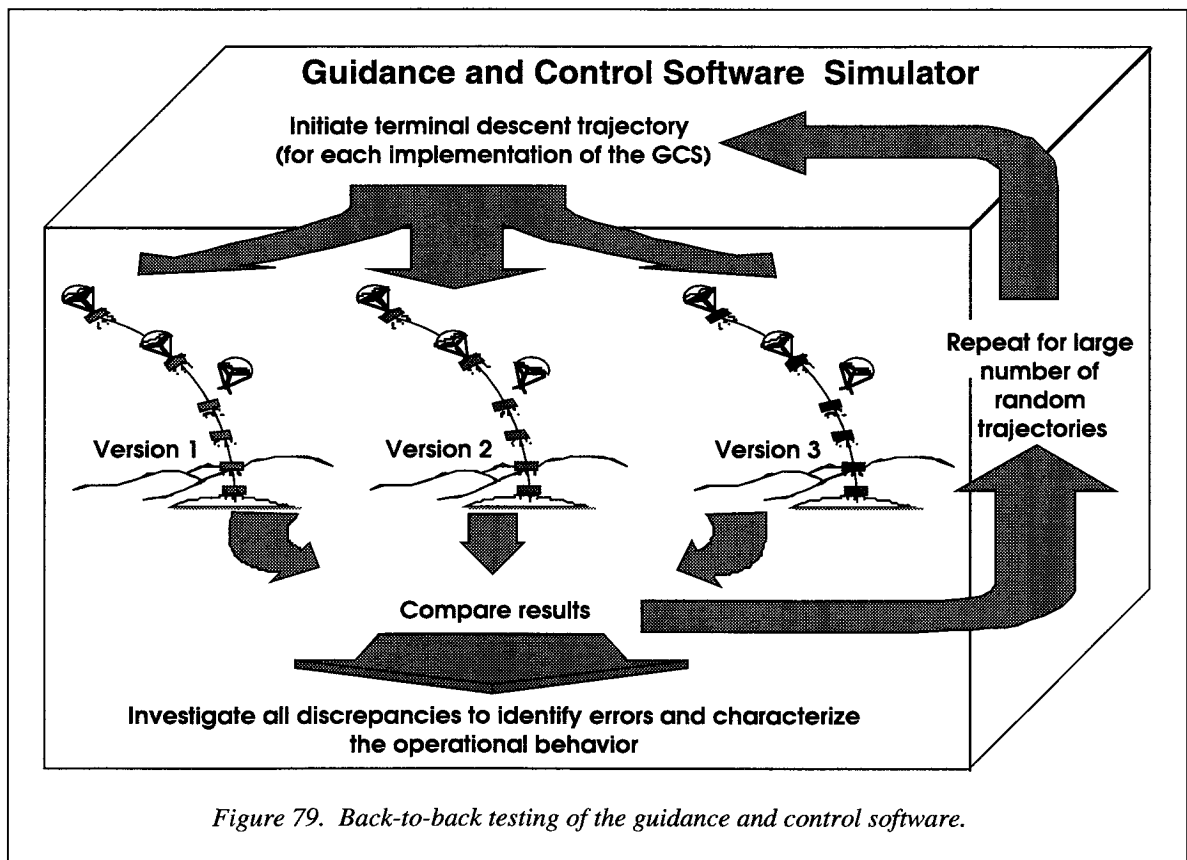 Guidance and Control Software Simulator
Initiate terminal descent trajectory
(for each implementation of the GCS)
Version 1
Version 2
Version 3
Repeat for large
number of
random
trajectories
Compare results
Investigate all discrepancies to identify errors and characterize
the operational behavior
Figure 79. Back-to-back testing of the guidance and control software.